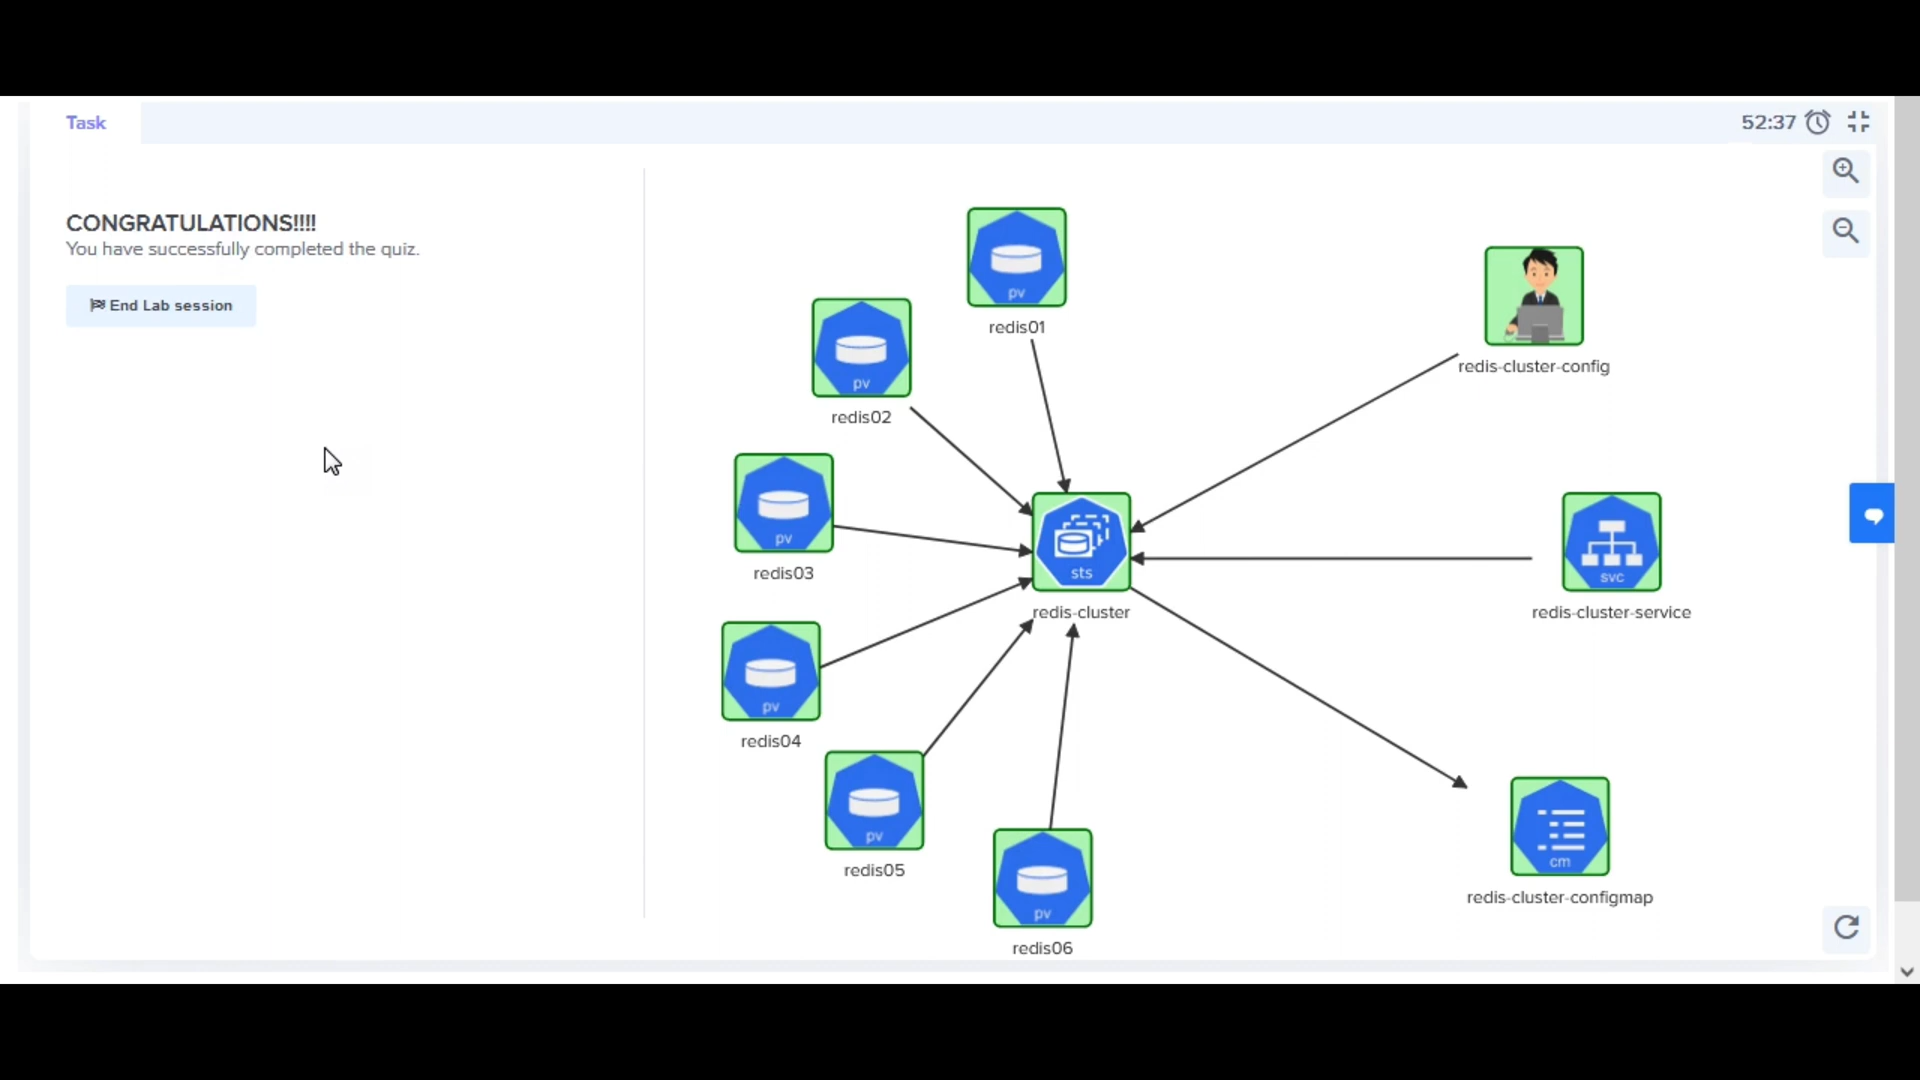 Task
52:37
CONGRATULATIONS!!!!
You have successfully completed the quiz.
End Lab session
pv
redis01
redis-cluster-config
pv
redis02
pv
redis03
sts
redis-cluster
svc
redis-cluster-service
pv
redis04
pv
redis05
cm
redis-cluster-configmap
pv
redis06